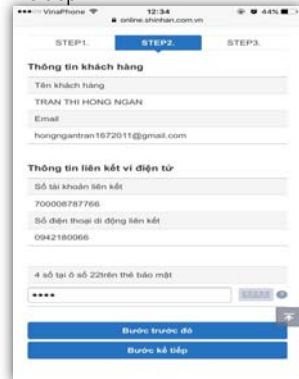 VinaPhone 12:34 44%
online.shinhan.com.vn
STEP1. STEP2. STEP3.
Thông tin khách hàng
Tên khách hàng
TRAN THI HONG NGAN
Email
hongngantran1672011@gmail.com
Thông tin liên kết ví điện tử
Số tài khoản liên kết
700008787766
Số điện thoại di động liên kết
0942180066
4 số tại ô số 22trên thẻ bảo mật
••••
Bước trước đó
Bước kế tiếp